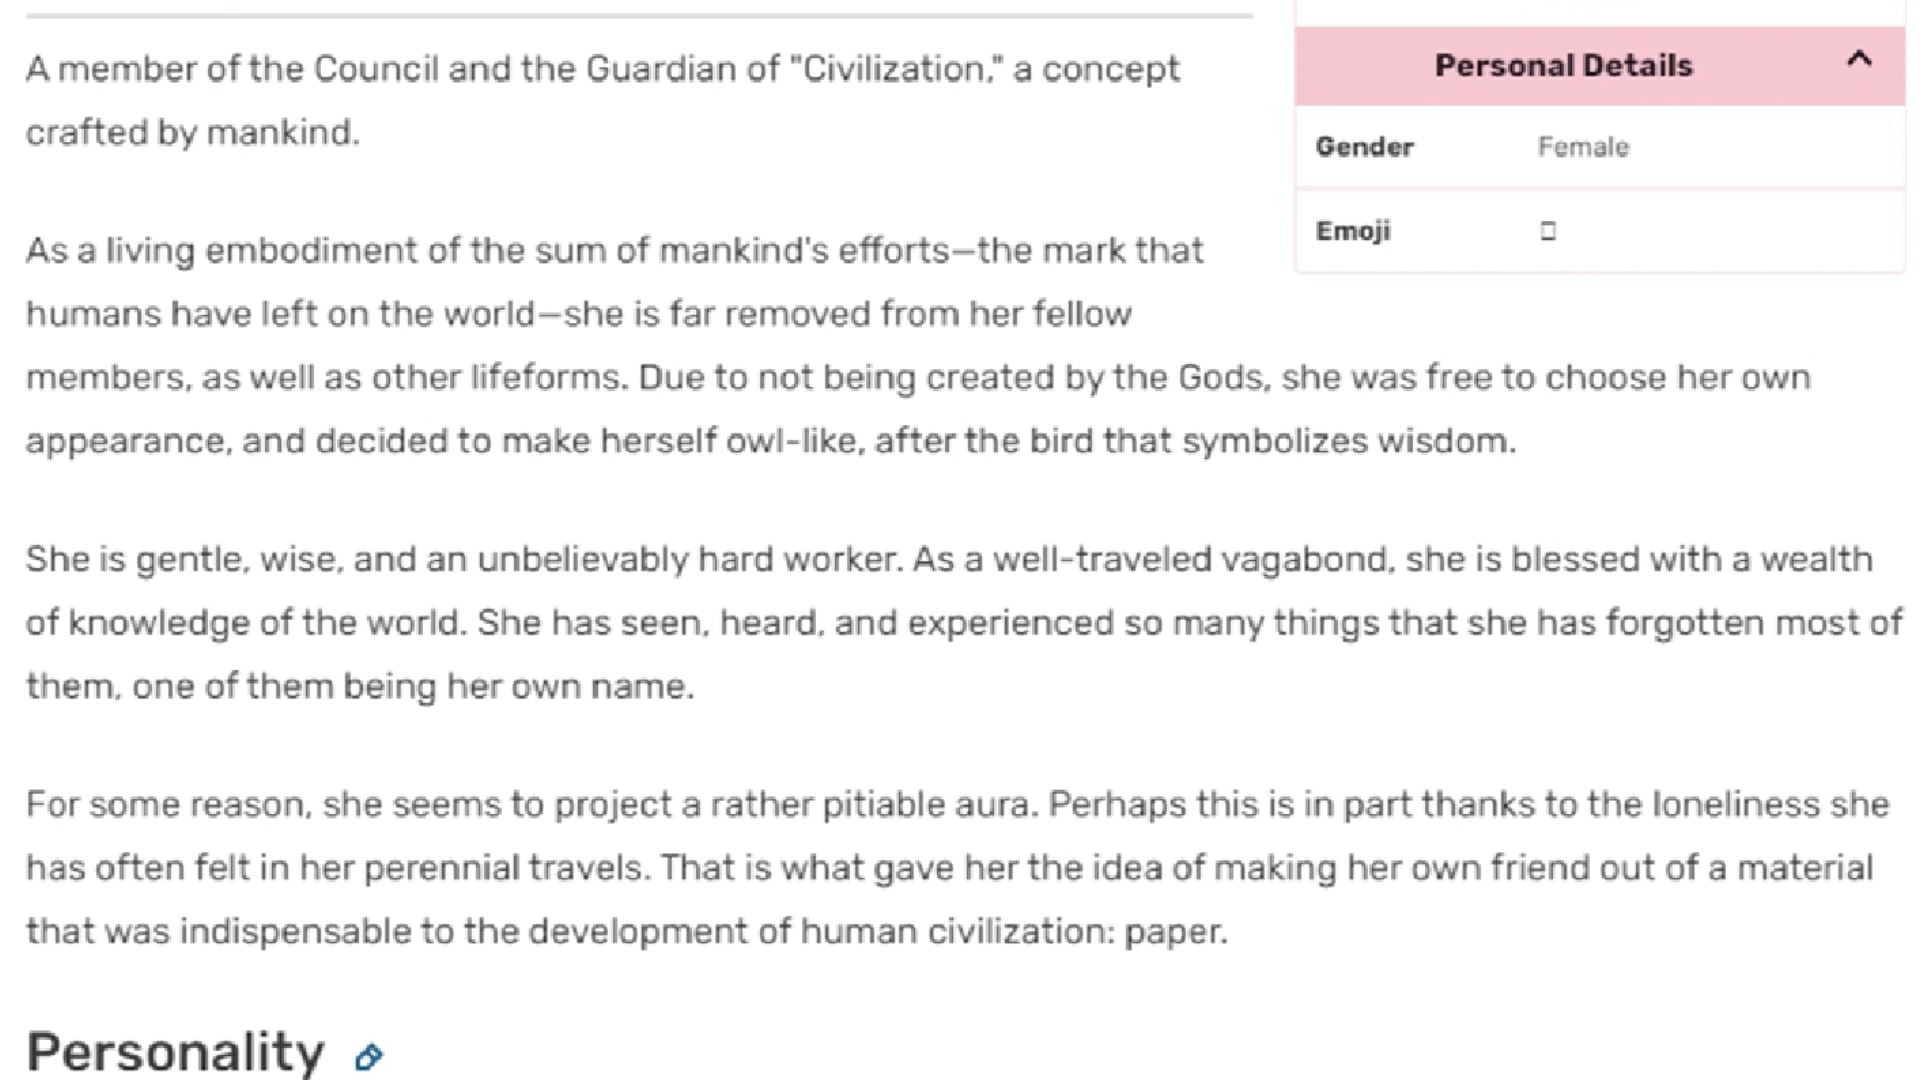 A member of the Council and the Guardian of "Civilization," a concept
crafted by mankind.
As a living embodiment of the sum of mankind's efforts—the mark that
humans have left on the world—she is far removed from her fellow
members, as well as other lifeforms. Due to not being created by the Gods, she was free to choose her own
appearance, and decided to make herself owl-like, after the bird that symbolizes wisdom.
She is gentle, wise, and an unbelievably hard worker. As a well-traveled vagabond, she is blessed with a wealth
of knowledge of the world. She has seen, heard, and experienced so many things that she has forgotten most of
them, one of them being her own name.
For some reason, she seems to project a rather pitiable aura. Perhaps this is in part thanks to the loneliness she
has often felt in her perennial travels. That is what gave her the idea of making her own friend out of a material
that was indispensable to the development of human civilization: paper.
Personality
Personal Details
Gender Female
Emoji